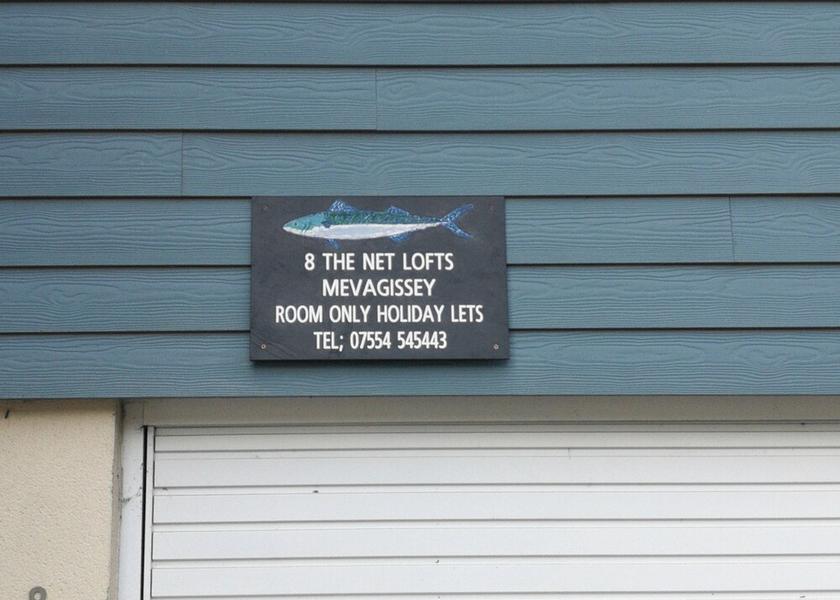 8 THE NET LOFTS
MEVAGISSEY
ROOM ONLY HOLIDAY LETS
TEL; 07554 545443